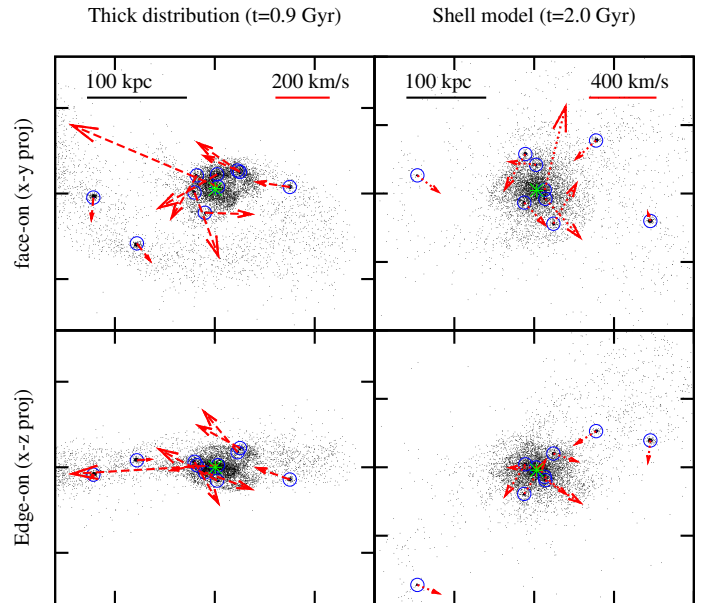 Thick distribution (t=0.9 Gyr)
Shell model (t=2.0 Gyr)
100 kpc
200 km/s
100 kpc
400 km/s
face-on (x-y proj)
Edge-on (x-z proj)